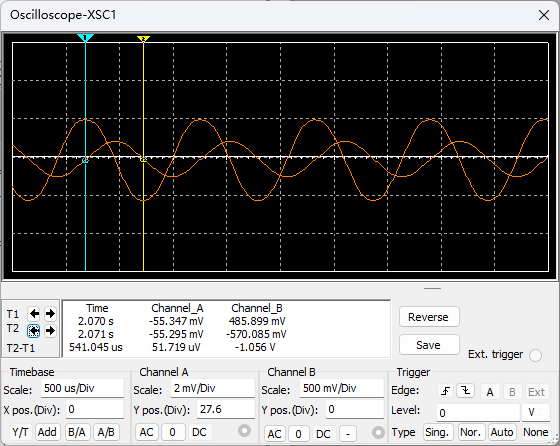 Oscilloscope-XSC1
1
2
T1
T2
T2-T1
Time Channel_A Channel_B
2.070 s -55.347 mV 485.899 mV
2.071 s -55.295 mV -570.085 mV
541.045 us 51.719 uV -1.056 V
Reverse
Save
Ext. trigger
Timebase
Scale: 500 us/Div
X pos.(Div): 0
Y/T Add B/A A/B
Channel A
Scale: 2 mV/Div
Y pos.(Div): 27.6
AC 0 DC
Channel B
Scale: 500 mV/Div
Y pos.(Div): 0
AC 0 DC -
Trigger
Edge: A B Ext
Level: 0 V
Type Sing. Nor. Auto None